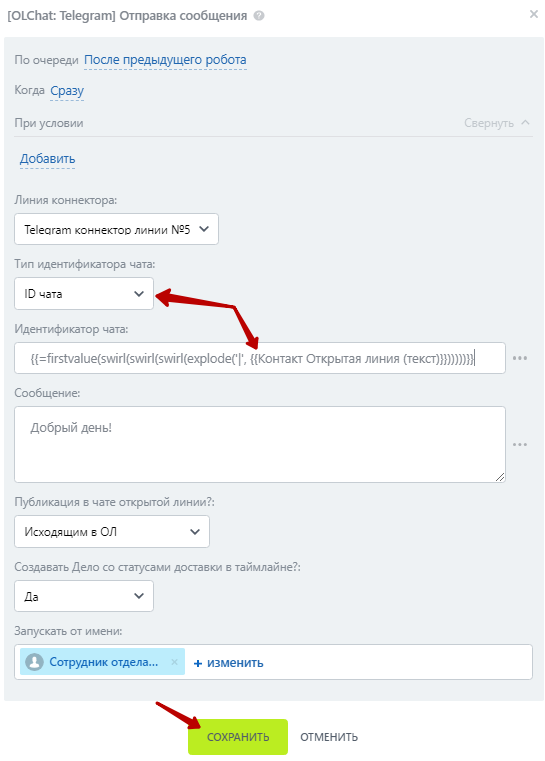 [OLChat: Telegram] Отправка сообщения
По очереди После предыдущего робота
Когда Сразу
При условии Свернуть
Добавить
Линия коннектора:
Telegram коннектор линии №5
Тип идентификатора чата:
ID чата
Идентификатор чата:
{{=firstvalue(swirl(swirl(swirl(explode('|', {{Контакт Открытая линия (текст)}})))))}}
Сообщение:
Добрый день!
Публикация в чате открытой линии?:
Исходящим в ОЛ
Создавать Дело со статусами доставки в таймлайне?:
Да
Запускать от имени:
Сотрудник отдела... × + изменить
СОХРАНИТЬ ОТМЕНИТЬ